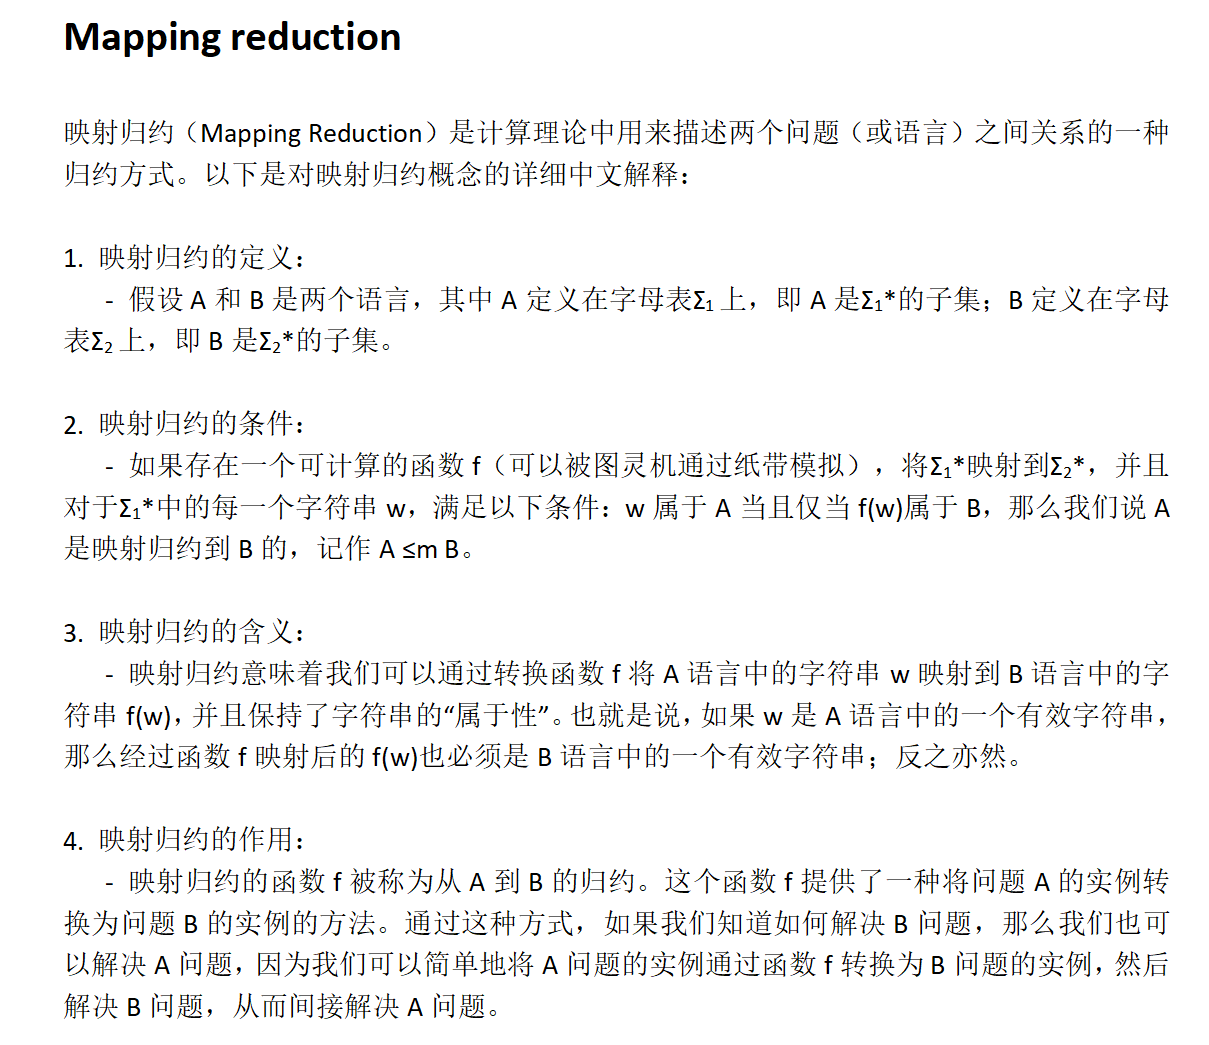 Mapping reduction
映射归约（Mapping Reduction）是计算理论中用来描述两个问题（或语言）之间关系的一种
归约方式。以下是对映射归约概念的详细中文解释：
1. 映射归约的定义：
- 假设 A 和 B 是两个语言，其中 A 定义在字母表Σ₁上，即 A 是Σ₁*的子集；B 定义在字母
表Σ₂上，即 B 是Σ₂*的子集。
2. 映射归约的条件：
- 如果存在一个可计算的函数 f（可以被图灵机通过纸带模拟），将Σ₁*映射到Σ₂*，并且
对于Σ₁*中的每一个字符串 w，满足以下条件：w 属于 A 当且仅当 f(w)属于 B，那么我们说 A
是映射归约到 B 的，记作 A ≤m B。
3. 映射归约的含义：
- 映射归约意味着我们可以通过转换函数 f 将 A 语言中的字符串 w 映射到 B 语言中的字
符串 f(w)，并且保持了字符串的“属于性”。也就是说，如果 w 是 A 语言中的一个有效字符串，
那么经过函数 f 映射后的 f(w)也必须是 B 语言中的一个有效字符串；反之亦然。
4. 映射归约的作用：
- 映射归约的函数 f 被称为从 A 到 B 的归约。这个函数 f 提供了一种将问题 A 的实例转
换为问题 B 的实例的方法。通过这种方式，如果我们知道如何解决 B 问题，那么我们也可
以解决 A 问题，因为我们可以简单地将 A 问题的实例通过函数 f 转换为 B 问题的实例，然后
解决 B 问题，从而间接解决 A 问题。